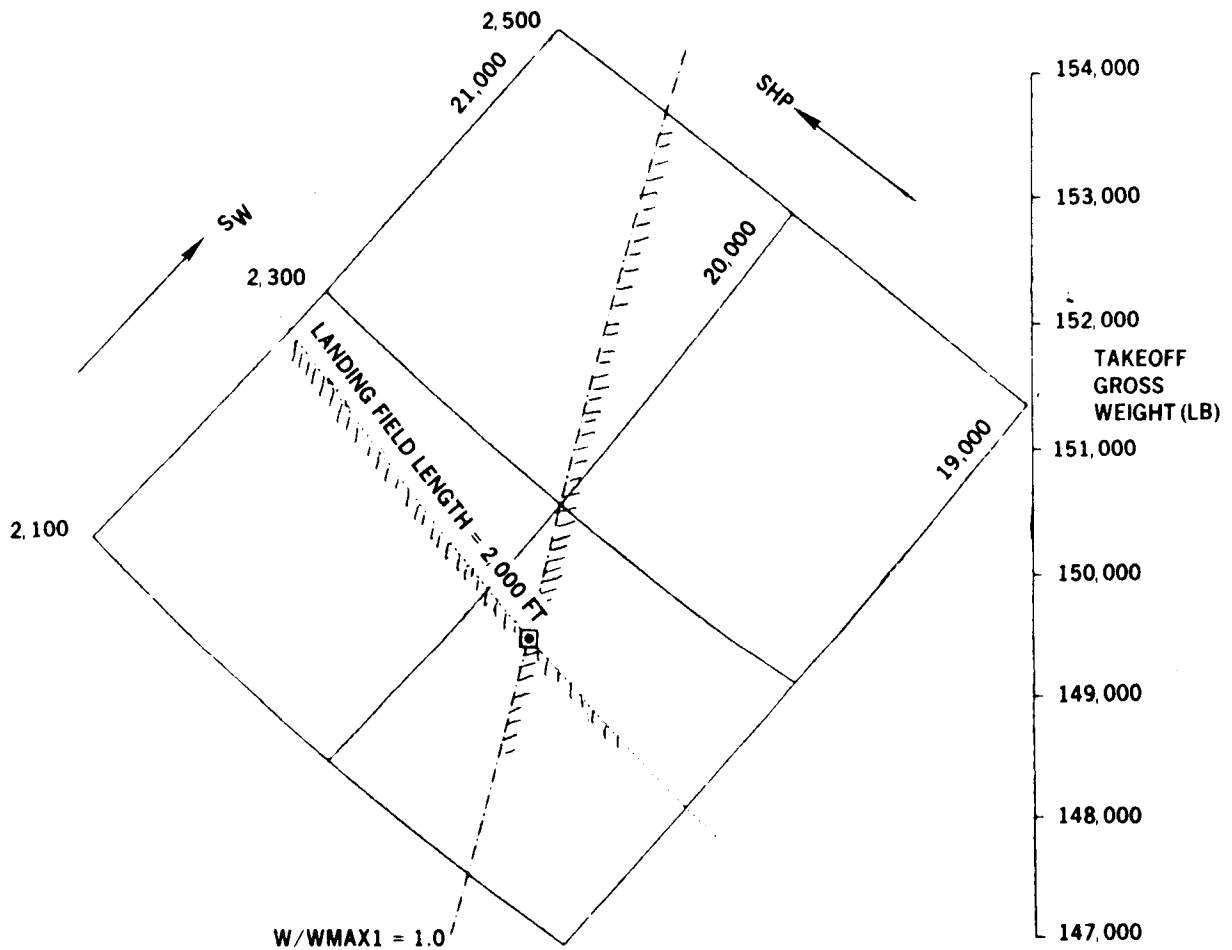 2,500
154,000
21,000
SHP
153,000
SW
20,000
2,300
152,000
LANDING FIELD LENGTH = 2,000 FT
TAKEOFF
GROSS
WEIGHT (LB)
19,000
151,000
2,100
150,000
149,000
148,000
W/WMAX1 = 1.0
147,000